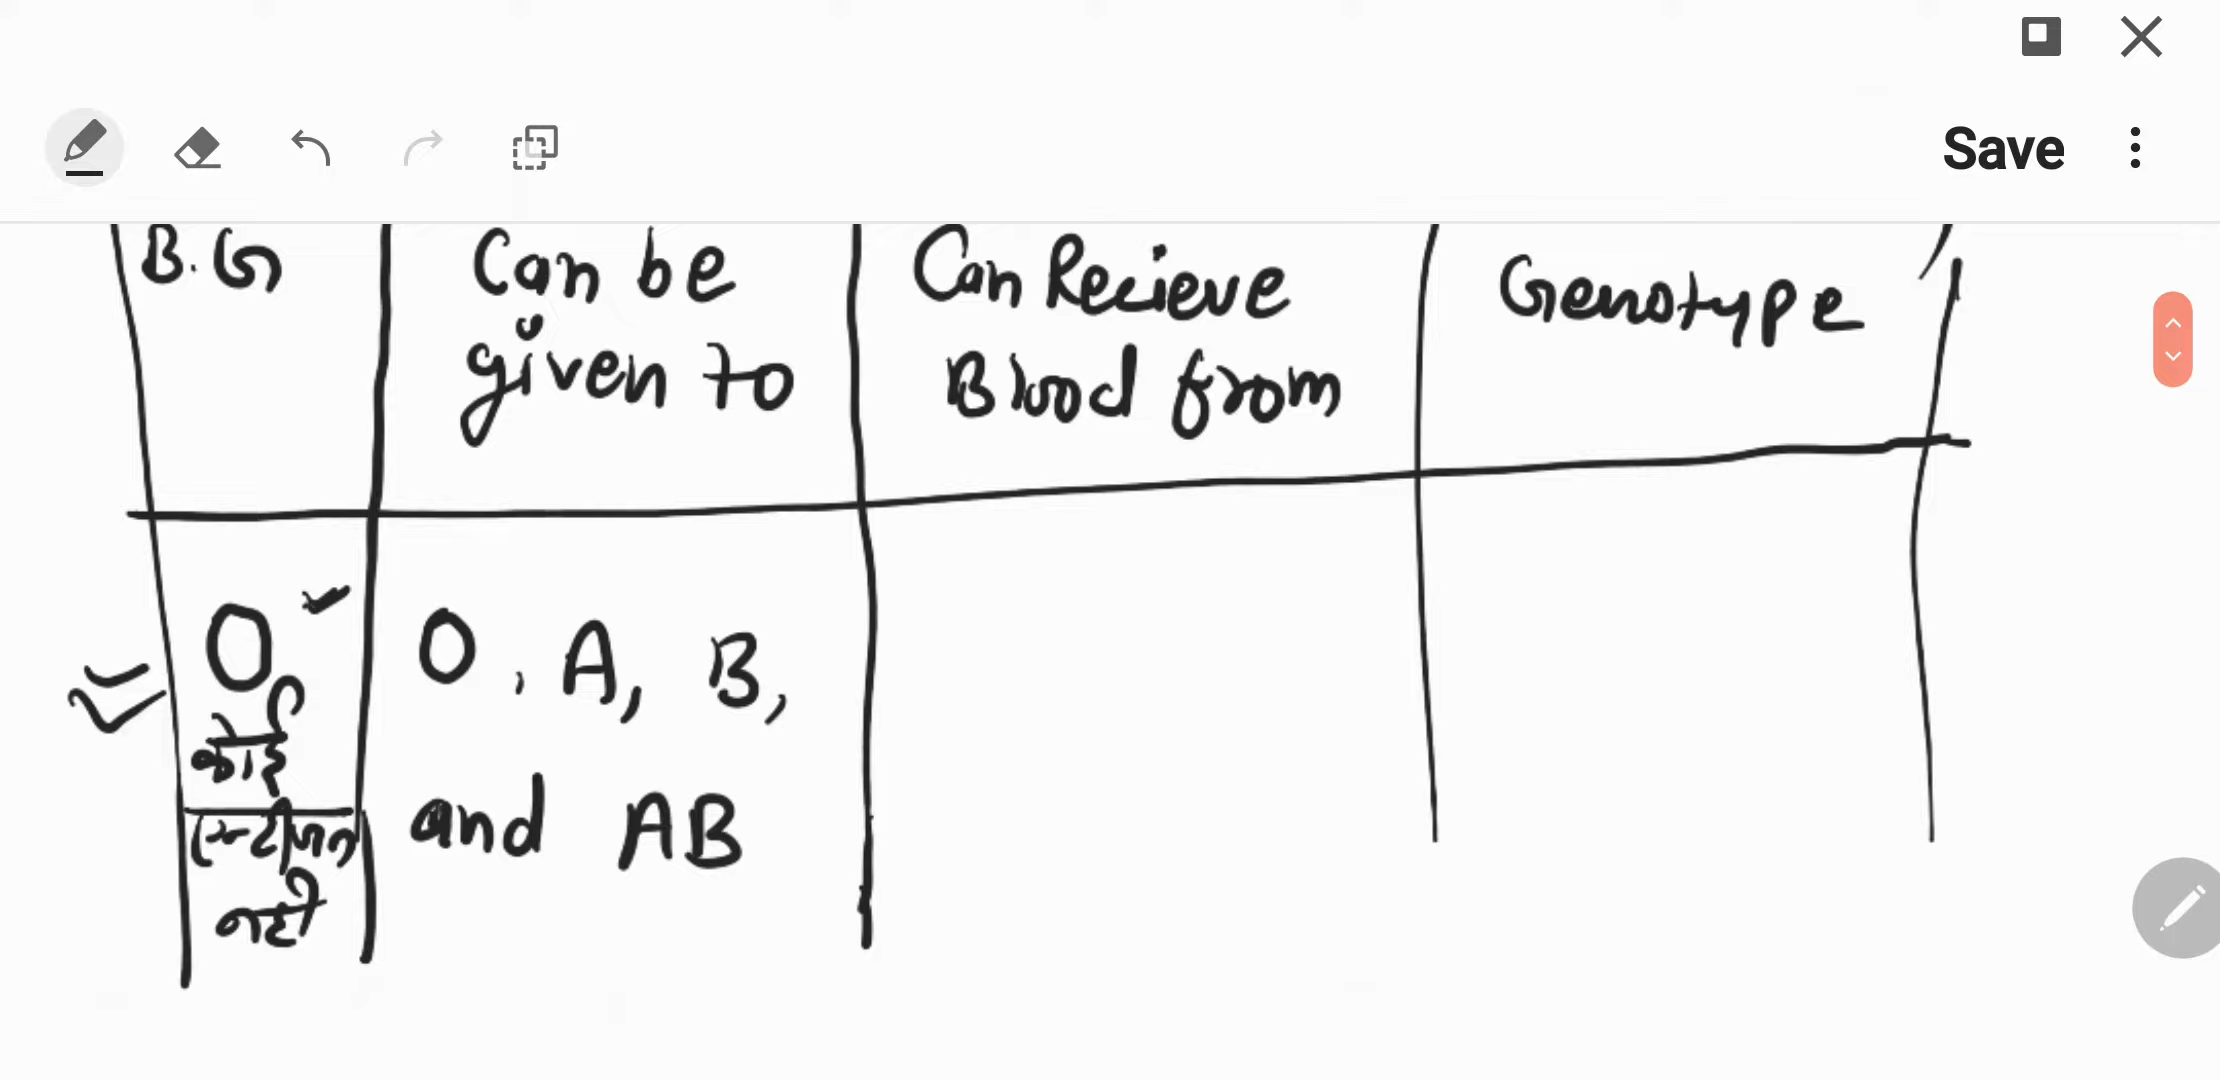 Save
B.G
Can be
given to
Can Recieve
Blood from
Genotype
O
कोई
एन्टीजन
नहीं
O, A, B,
and AB